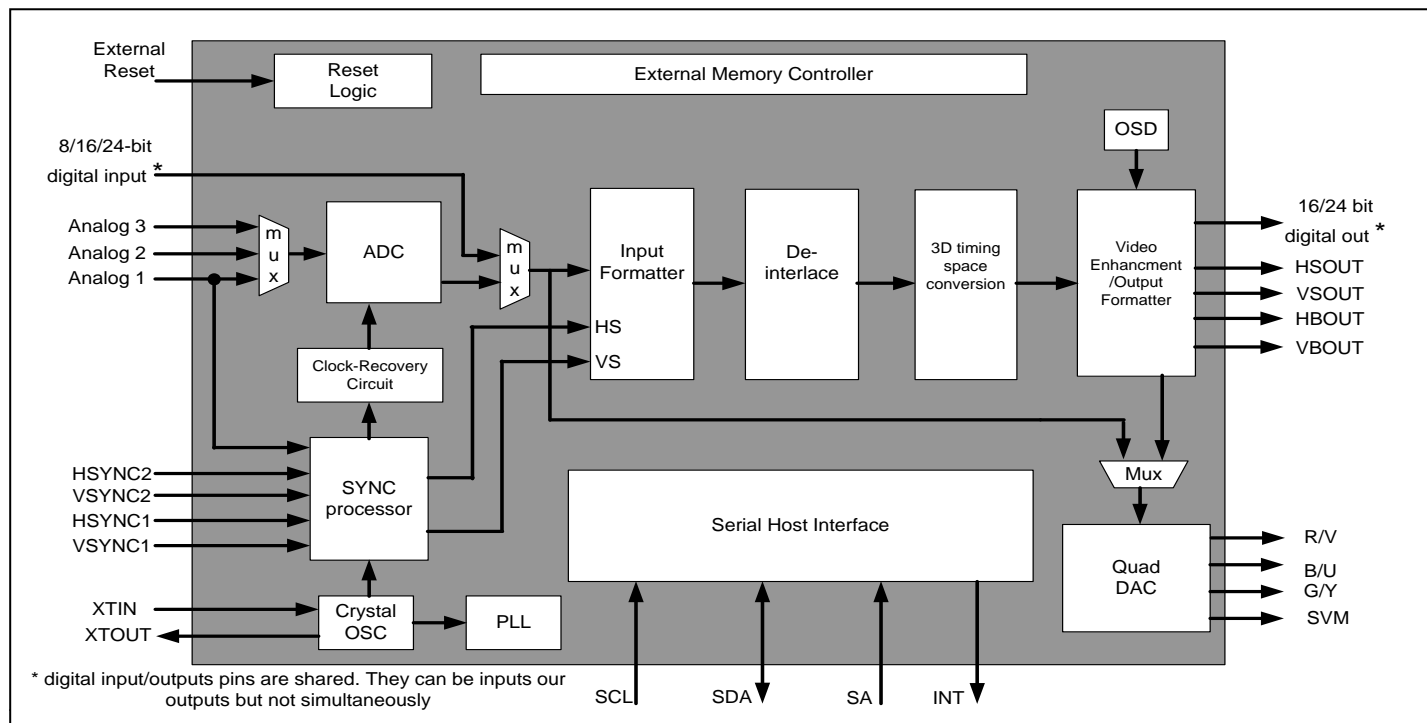 External
Reset
Reset
Logic
External Memory Controller
OSD
8/16/24-bit
digital input *
Analog 3
Analog 2
Analog 1
m
u
x
ADC
m
u
x
Input
Formatter
HS
VS
De-
interlace
3D timing
space
conversion
Video
Enhancment
/Output
Formatter
16/24 bit
digital out *
HSOUT
VSOUT
HBOUT
VBOUT
Clock-Recovery
Circuit
HSYNC2
VSYNC2
HSYNC1
VSYNC1
SYNC
processor
Serial Host Interface
Mux
Quad
DAC
R/V
B/U
G/Y
SVM
XTIN
XTOUT
Crystal
OSC
PLL
* digital input/outputs pins are shared. They can be inputs our
outputs but not simultaneously
SCL
SDA
SA
INT